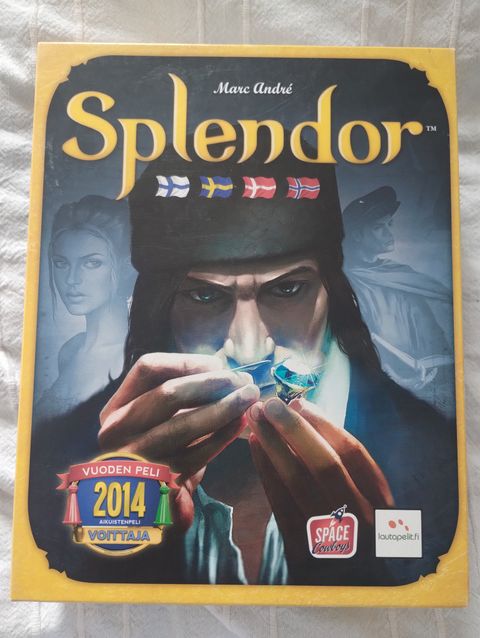 Marc André
Splendor™
VUODEN PELI
2014
AIKUISTENPELI
VOITTAJA
SPACE
Cowboys
lautapelit.fi